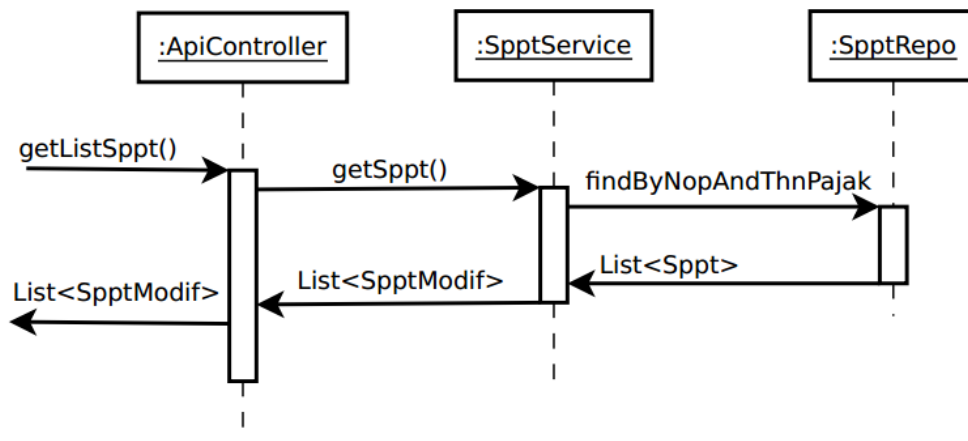 :ApiController
:SpptService
:SpptRepo
getListSppt()
getSppt()
findByNopAndThnPajak
List<Sppt>
List<SpptModif>
List<SpptModif>